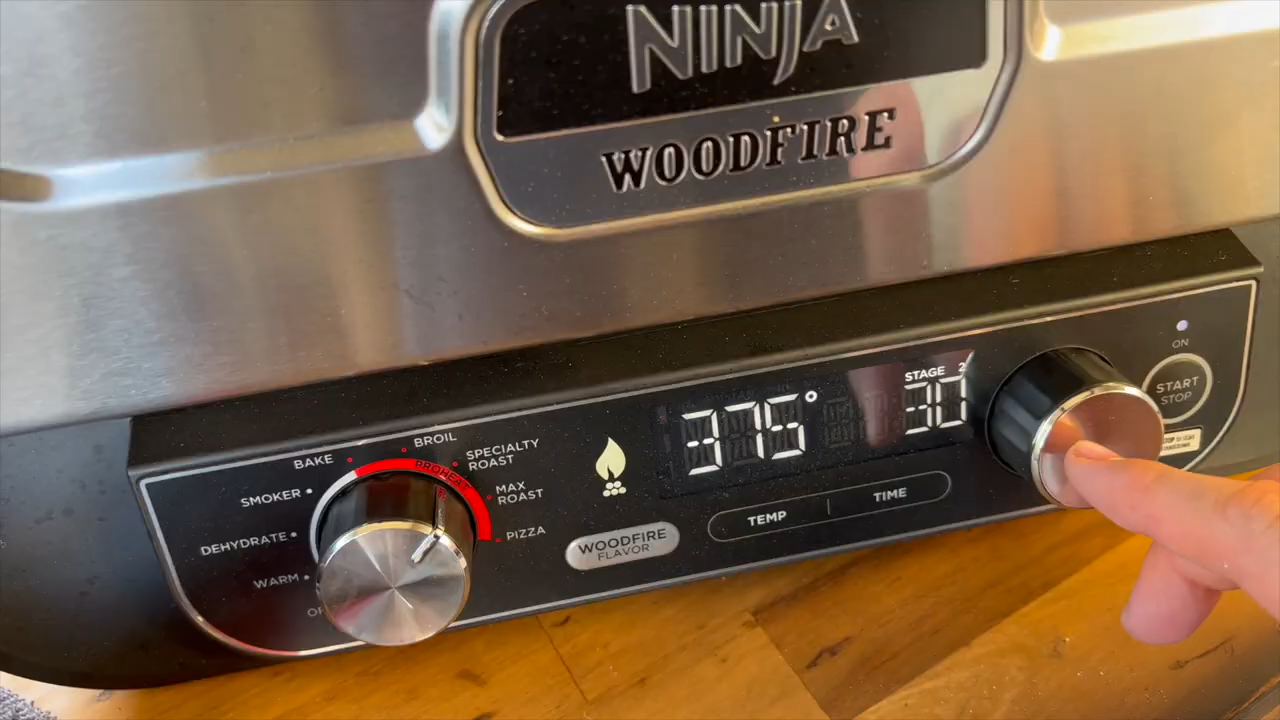 NINJA
WOODFIRE
ON
START
STOP
STAGE 2
375°
30
TEMP
TIME
WOODFIRE
FLAVOR
BROIL
BAKE
SPECIALTY
ROAST
PREHEAT
SMOKER
MAX
ROAST
DEHYDRATE
PIZZA
WARM